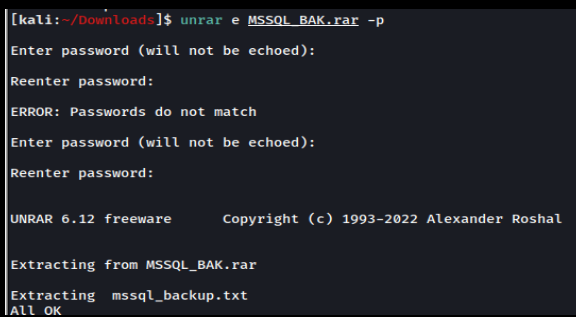 [kali:~/Downloads]$ unrar e MSSQL_BAK.rar -p
Enter password (will not be echoed):
Reenter password:
ERROR: Passwords do not match
Enter password (will not be echoed):
Reenter password:
UNRAR 6.12 freeware      Copyright (c) 1993-2022 Alexander Roshal
Extracting from MSSQL_BAK.rar
Extracting  mssql_backup.txt
All OK